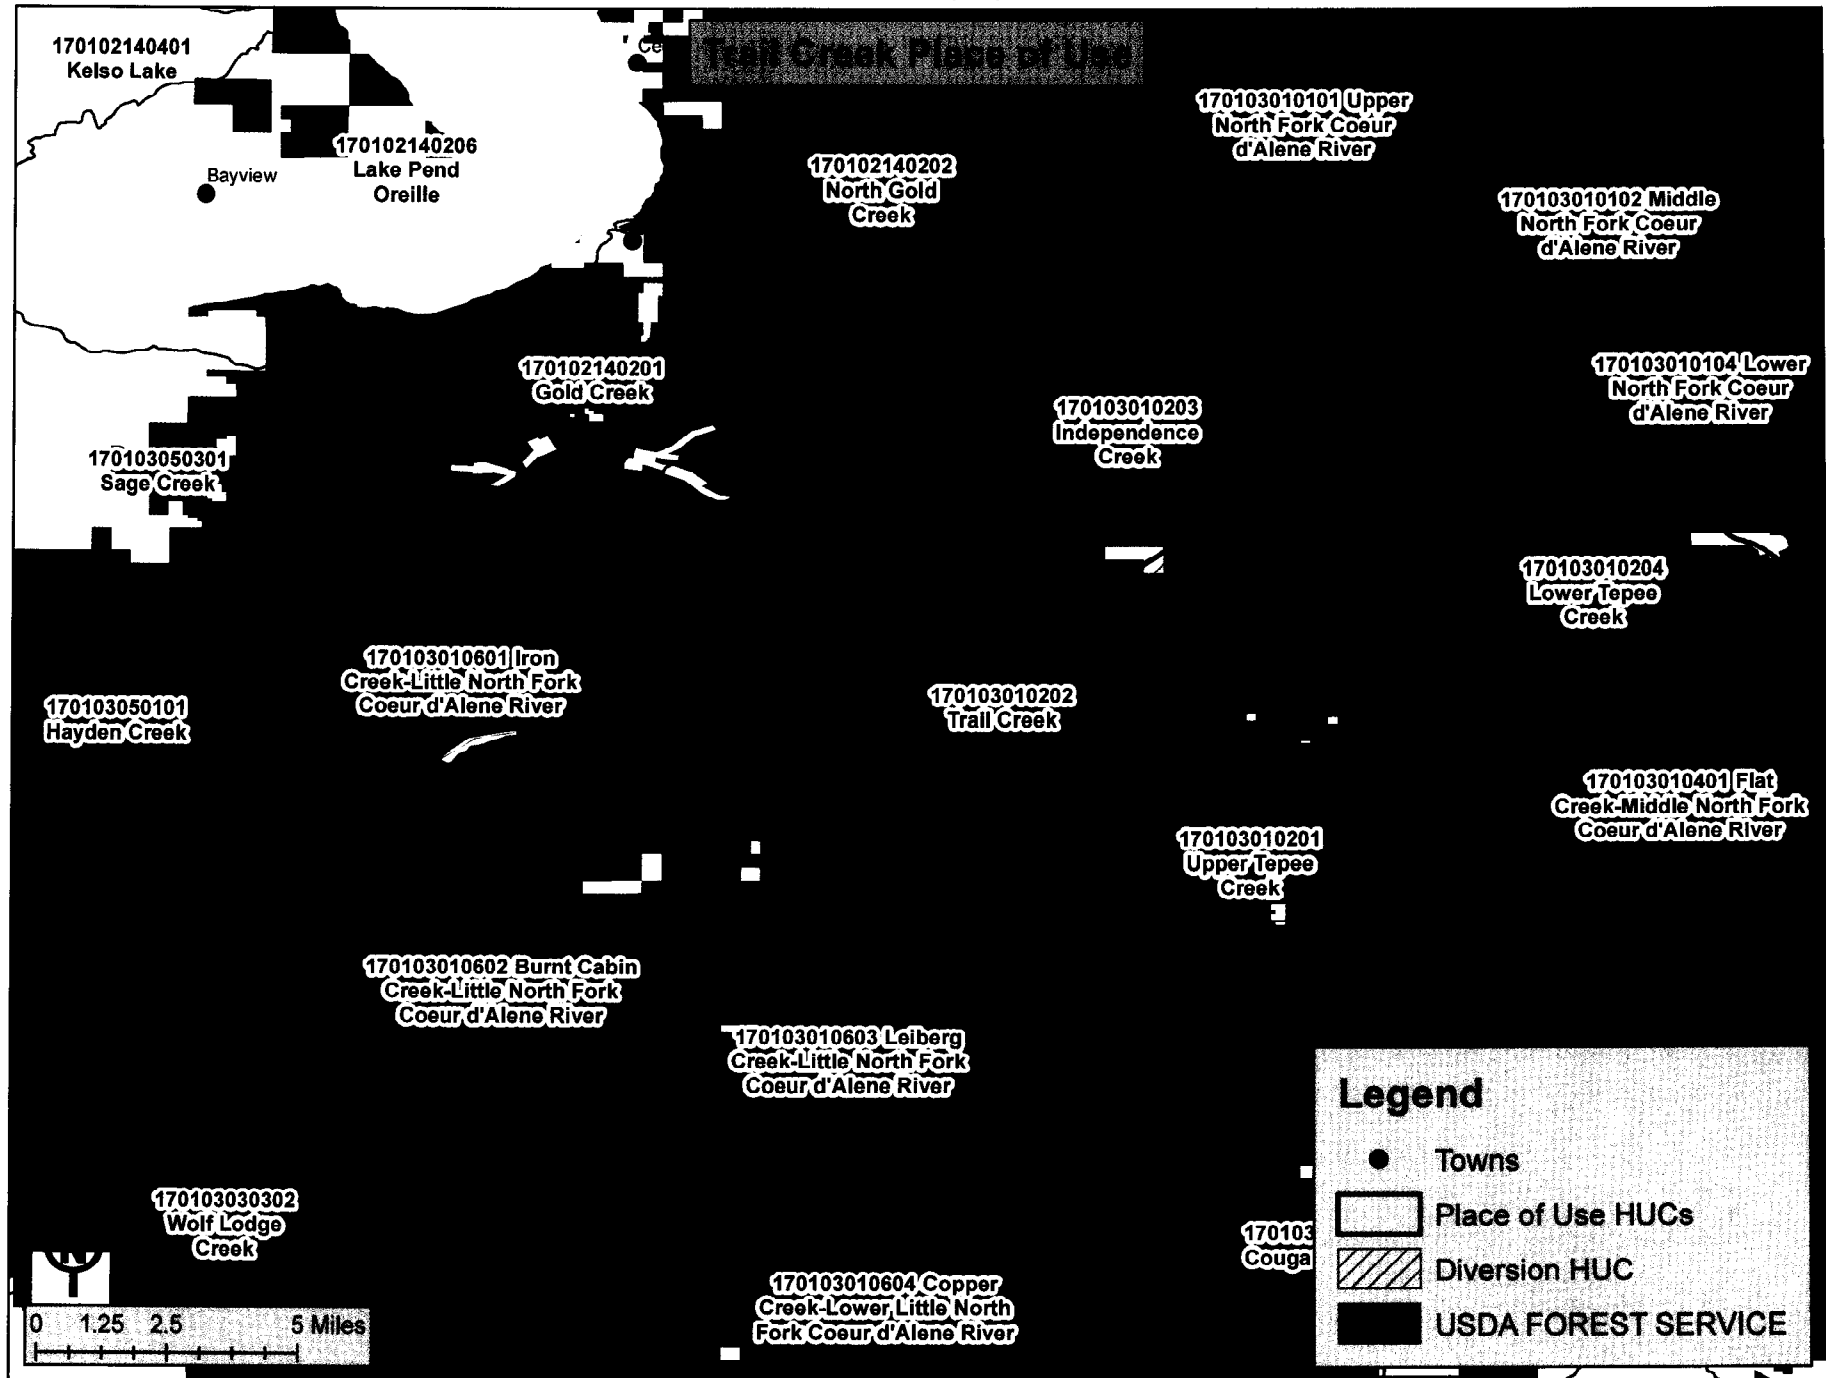 Trail Creek Place of Use
170102140401
Kelso Lake
170102140206
Lake Pend
Oreille
Bayview
Ce
170102140202
North Gold
Creek
170103010101 Upper
North Fork Coeur
d'Alene River
170103010102 Middle
North Fork Coeur
d'Alene River
170102140201
Gold Creek
170103010203
Independence
Creek
170103010104 Lower
North Fork Coeur
d'Alene River
170103050301
Sage Creek
170103010204
Lower Tepee
Creek
170103050101
Hayden Creek
170103010601 Iron
Creek-Little North Fork
Coeur d'Alene River
170103010202
Trail Creek
170103010401 Flat
Creek-Middle North Fork
Coeur d'Alene River
170103010201
Upper Tepee
Creek
170103010602 Burnt Cabin
Creek-Little North Fork
Coeur d'Alene River
170103010603 Leiberg
Creek-Little North Fork
Coeur d'Alene River
170103030302
Wolf Lodge
Creek
170103010604 Copper
Creek-Lower Little North
Fork Coeur d'Alene River
170103
Couga
N
0 1.25 2.5 5 Miles
Legend
Towns
Place of Use HUCs
Diversion HUC
USDA FOREST SERVICE